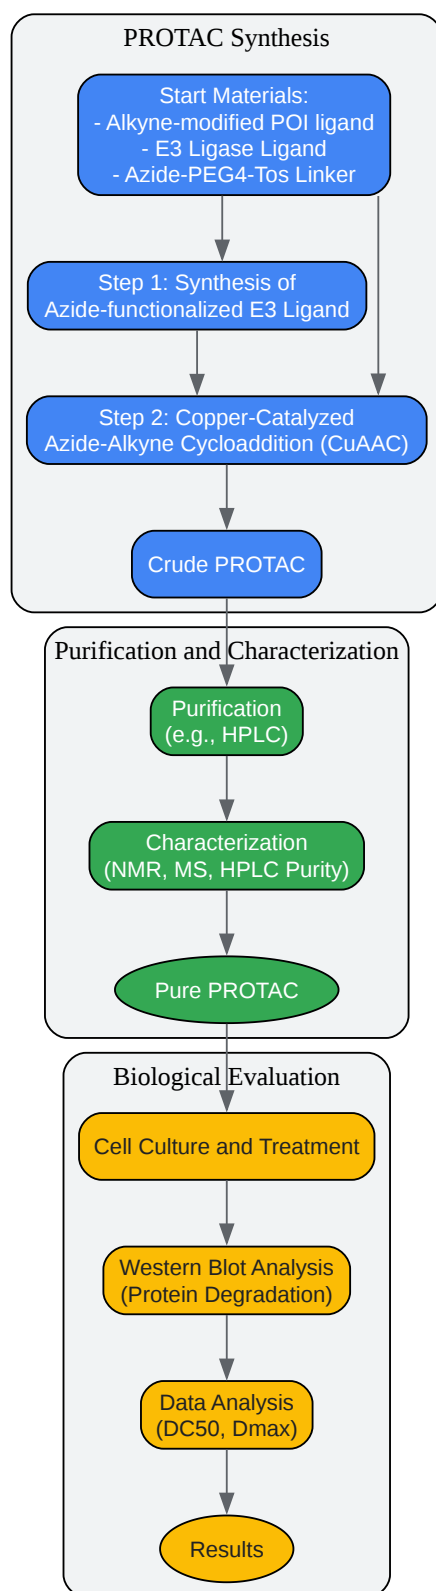 PROTAC Synthesis
Start Materials:
- Alkyne-modified POI ligand
- E3 Ligase Ligand
- Azide-PEG4-Tos Linker
Step 1: Synthesis of
Azide-functionalized E3 Ligand
Step 2: Copper-Catalyzed
Azide-Alkyne Cycloaddition (CuAAC)
Crude PROTAC
Purification and Characterization
Purification
(e.g., HPLC)
Characterization
(NMR, MS, HPLC Purity)
Pure PROTAC
Biological Evaluation
Cell Culture and Treatment
Western Blot Analysis
(Protein Degradation)
Data Analysis
(DC50, Dmax)
Results